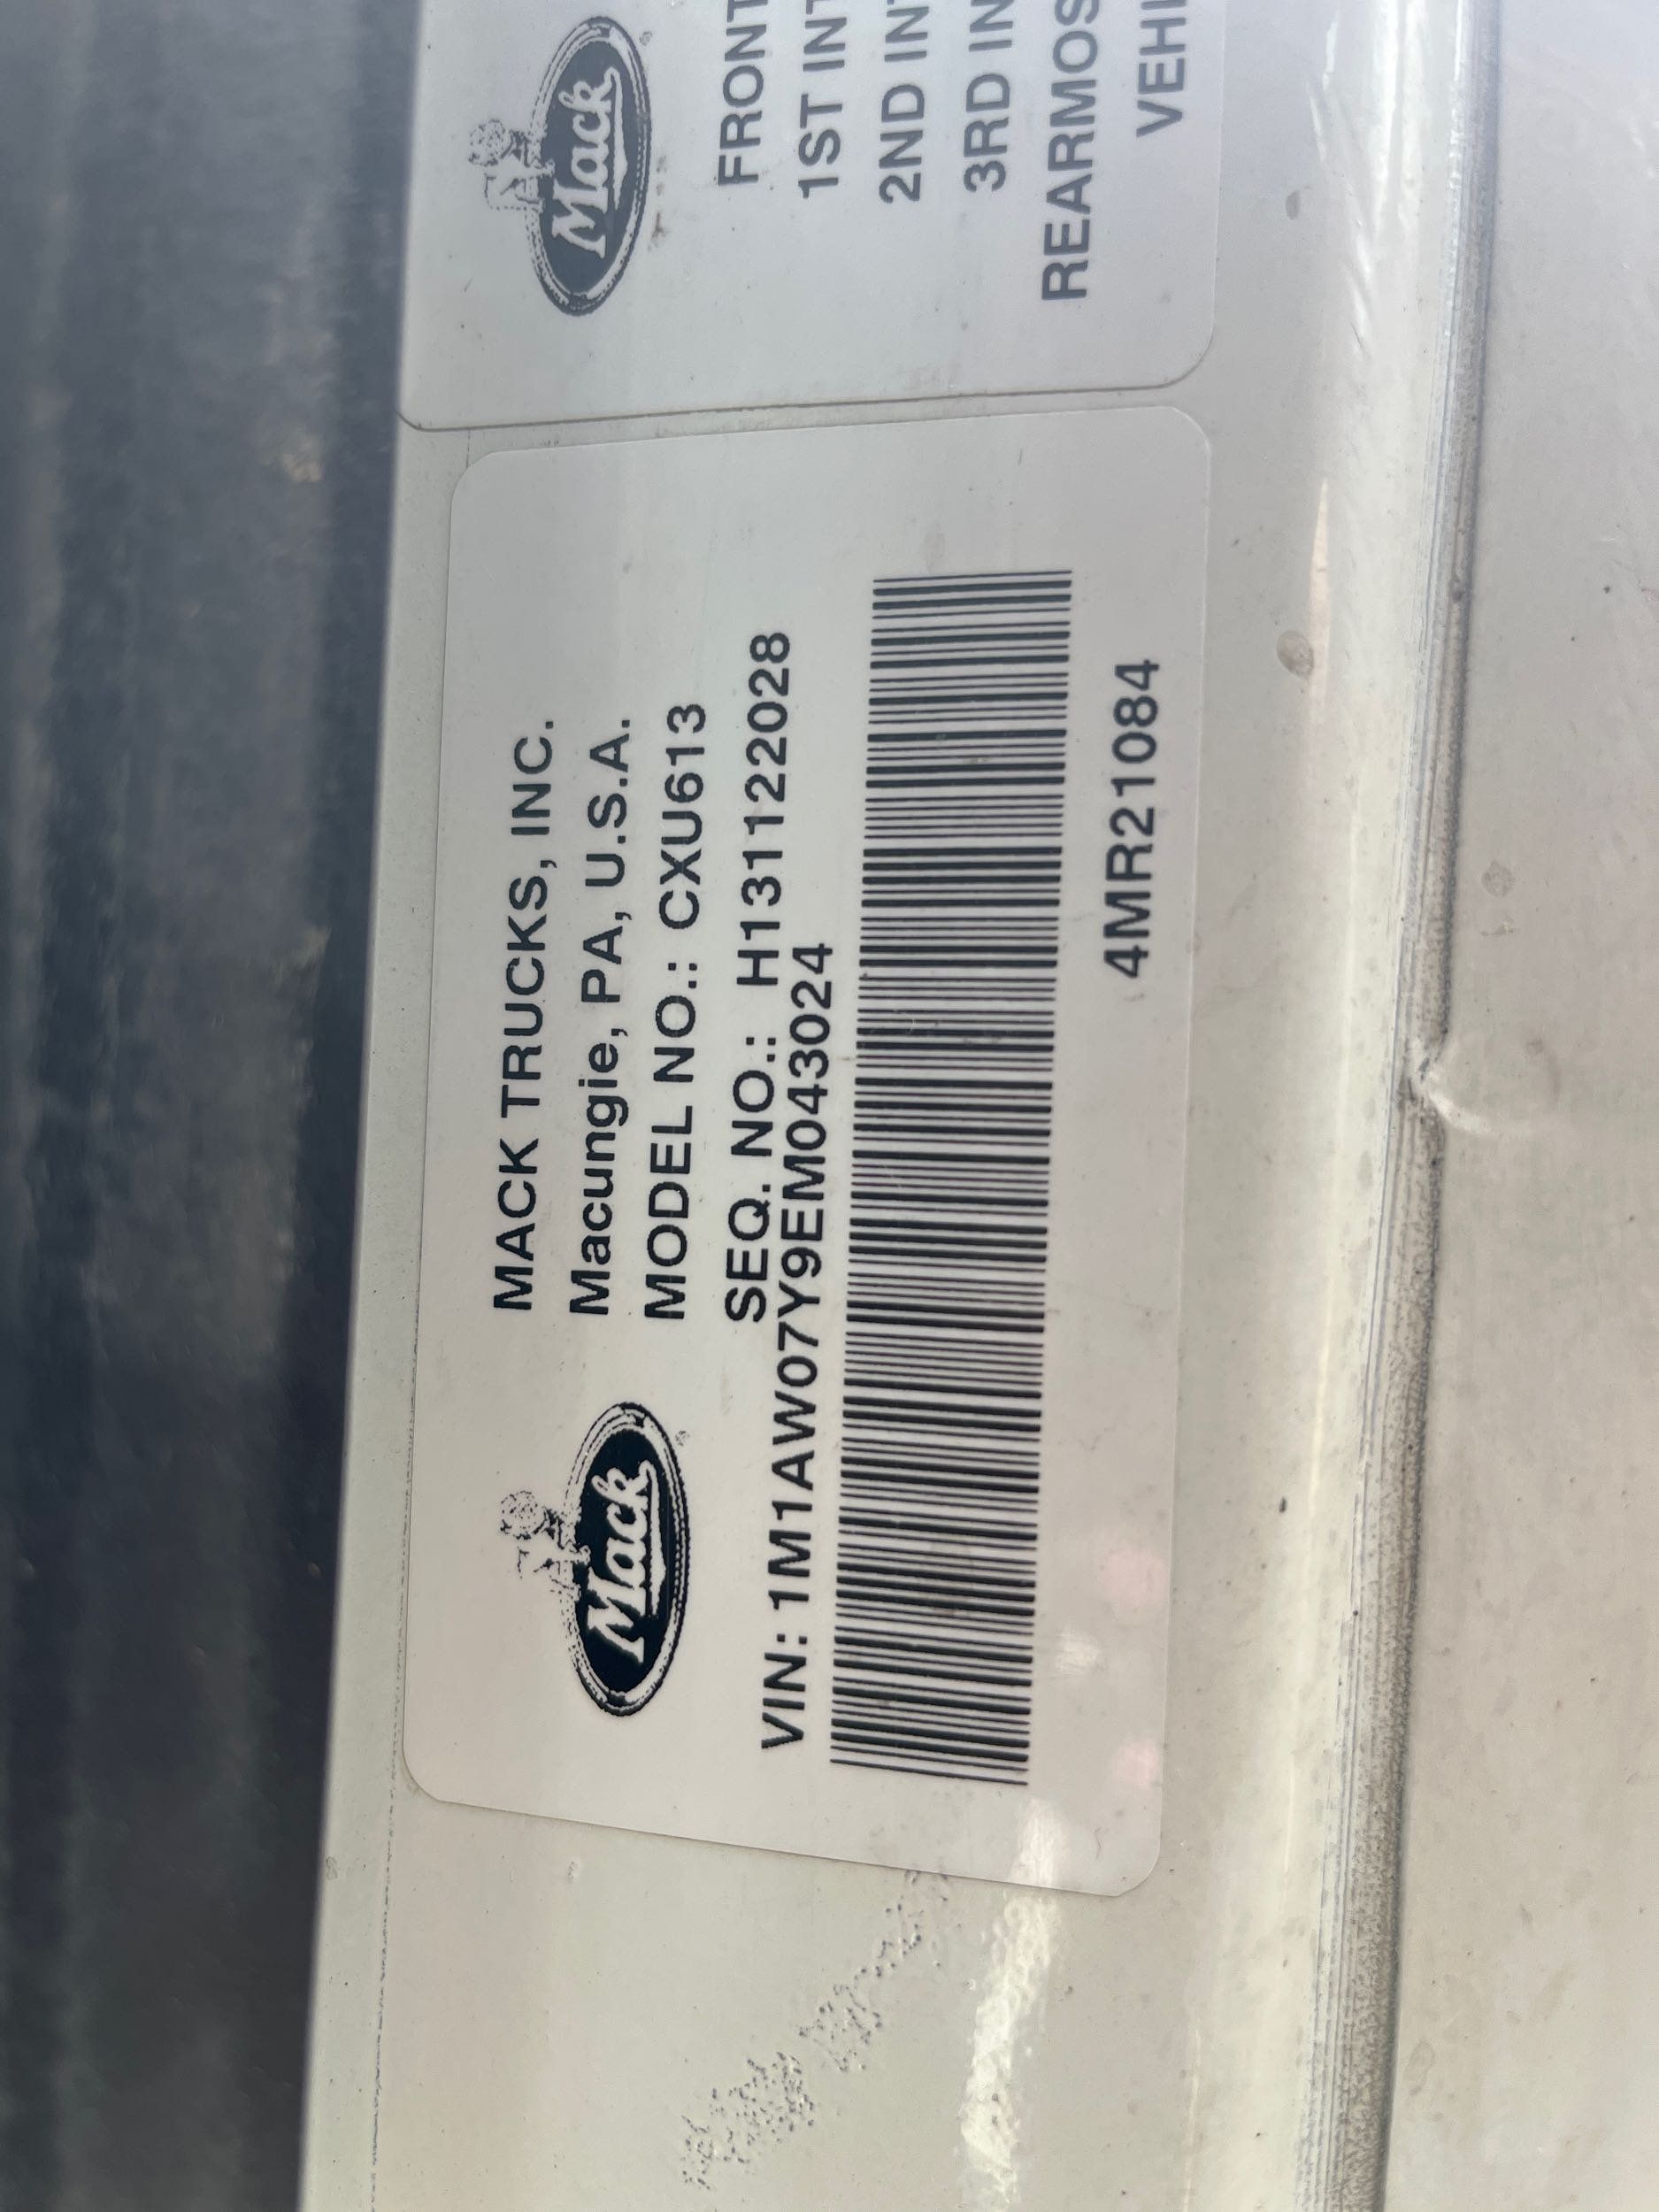 Mack
MACK TRUCKS, INC.
Macungie, PA, U.S.A.
MODEL NO.: CXU613
SEQ. NO.: H131122028
VIN: 1M1AW07Y9EM043024
4MR21084
Mack
FRONT
1ST INT
2ND INT
3RD IN
REARMOS
VEHI